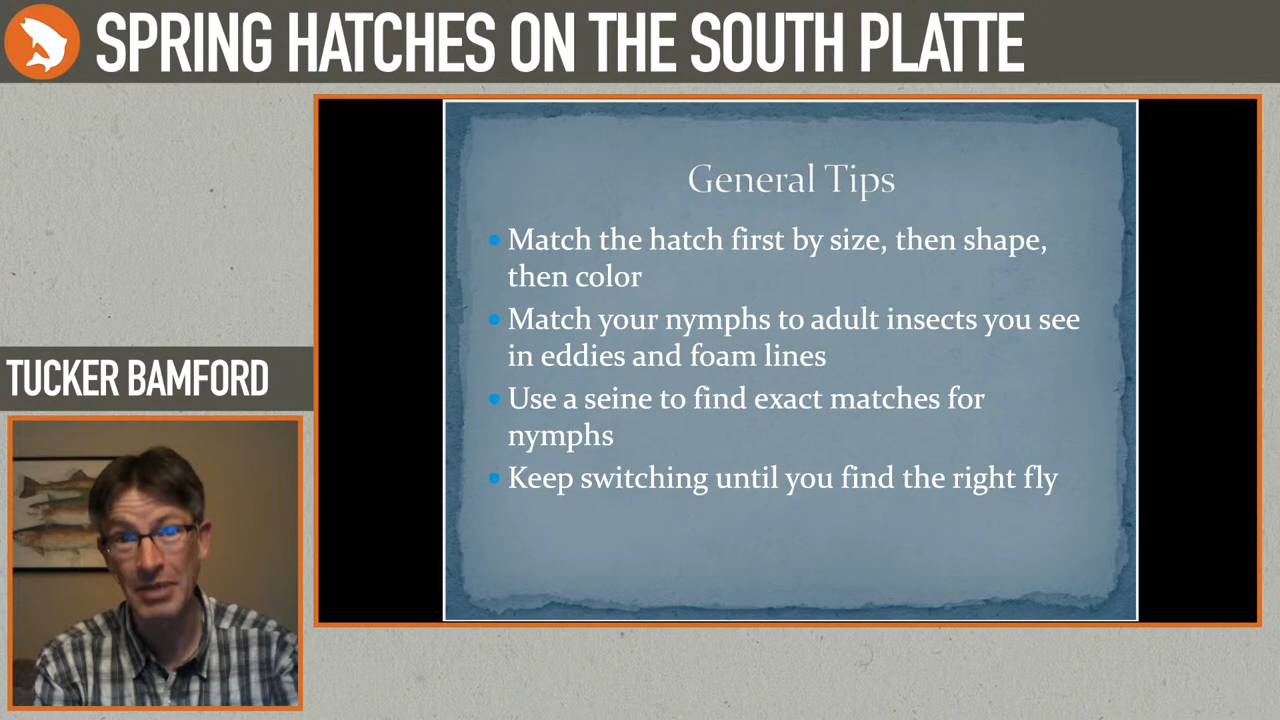 SPRING HATCHES ON THE SOUTH PLATTE
General Tips
Match the hatch first by size, then shape,
then color
Match your nymphs to adult insects you see
in eddies and foam lines
Use a seine to find exact matches for
nymphs
Keep switching until you find the right fly
TUCKER BAMFORD